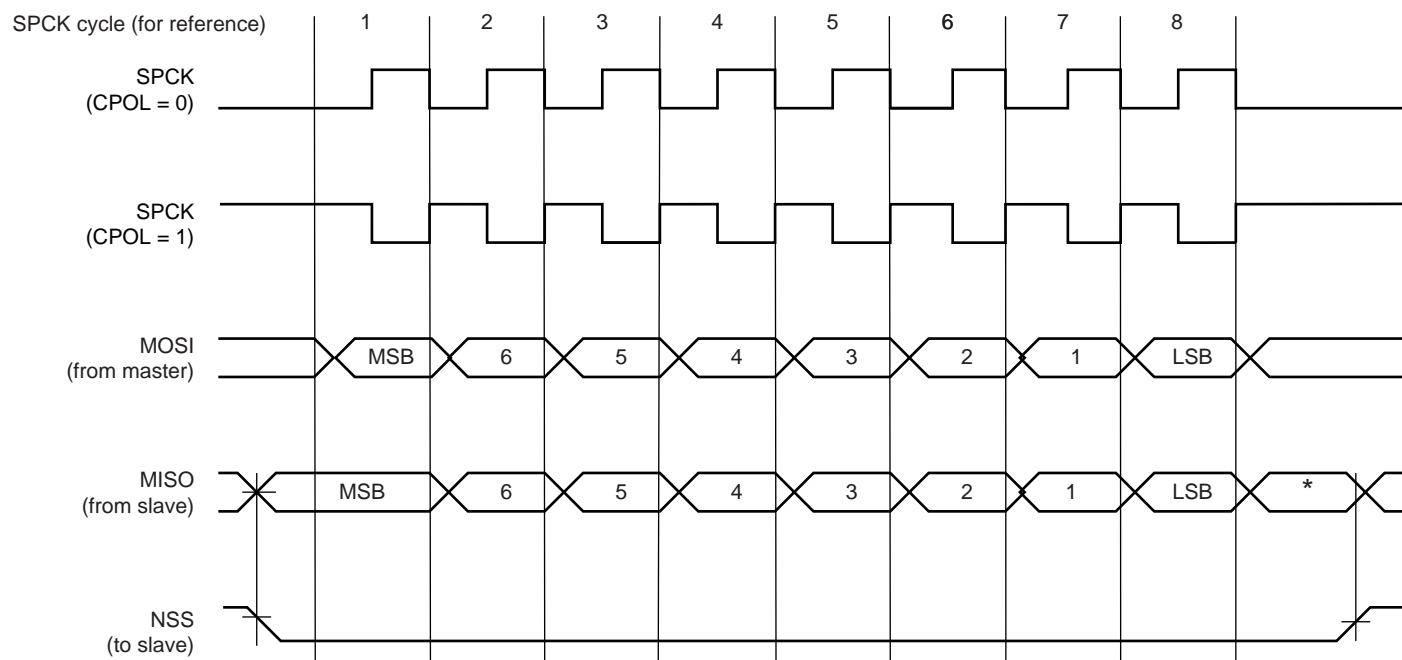 SPCK cycle (for reference) 1 2 3 4 5 6 7 8
SPCK
(CPOL = 0)
SPCK
(CPOL = 1)
MOSI
(from master)
MSB 6 5 4 3 2 1 LSB
MISO
(from slave)
MSB 6 5 4 3 2 1 LSB *
NSS
(to slave)